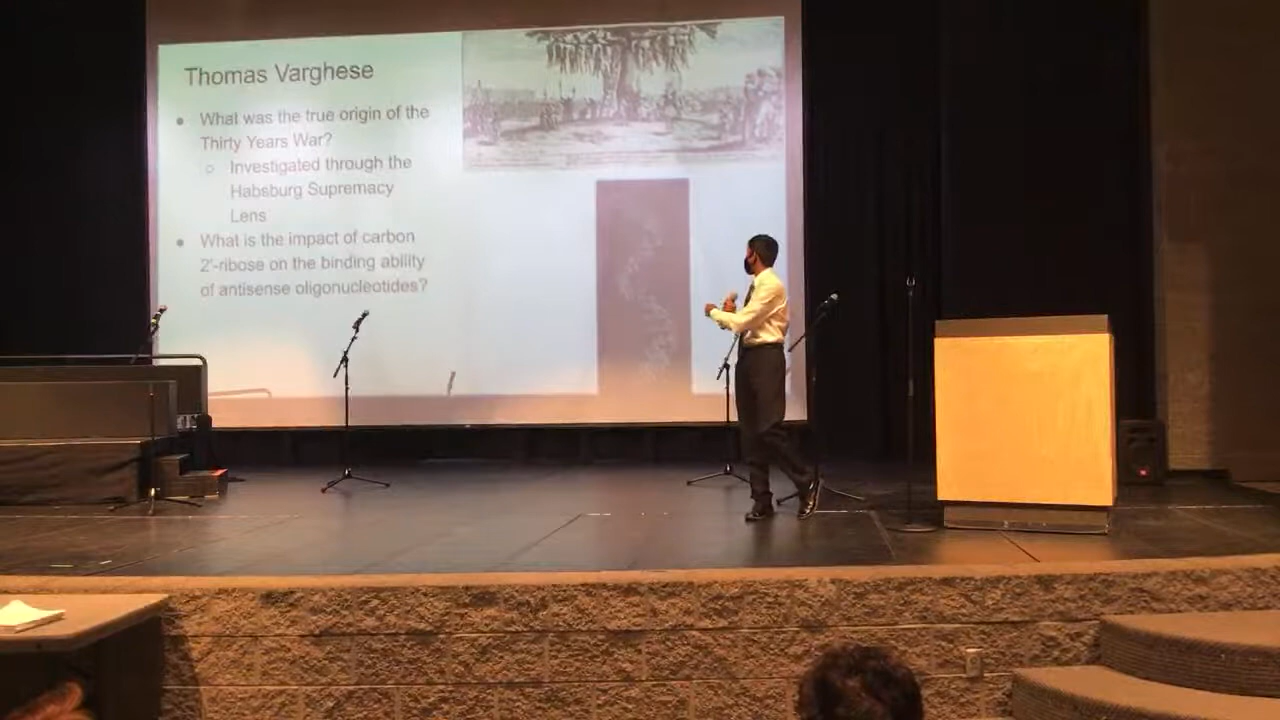 Thomas Varghese
What was the true origin of the
Thirty Years War?
Investigated through the
Habsburg Supremacy
Lens
What is the impact of carbon
2'-ribose on the binding ability
of antisense oligonucleotides?